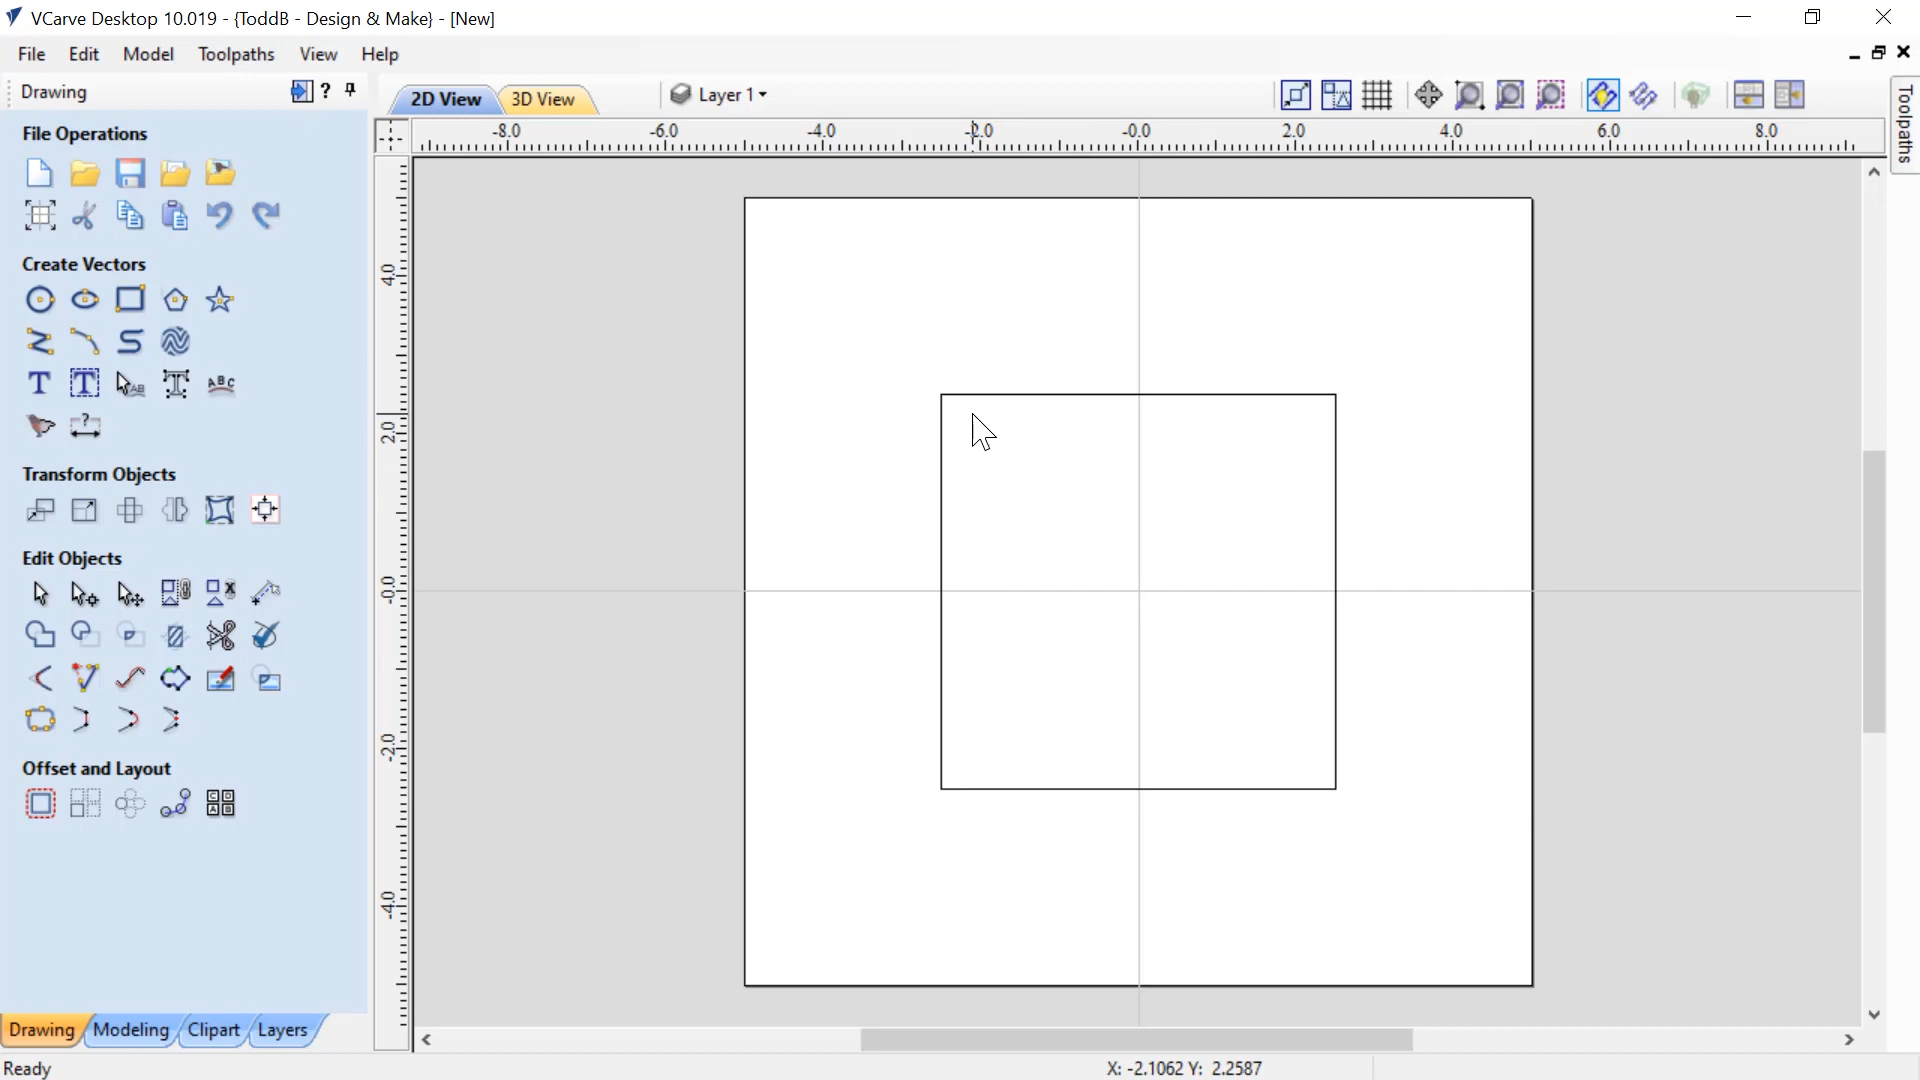 VCarve Desktop 10.019 - {ToddB - Design & Make} - [New]
File Edit Model Toolpaths View Help
Drawing
2D View 3D View Layer 1
Toolpaths
-8.0 -6.0 -4.0 -2.0 -0.0 2.0 4.0 6.0 8.0
File Operations
Create Vectors
Transform Objects
Edit Objects
Offset and Layout
4.0
2.0
-0.0
-2.0
-4.0
Drawing Modeling Clipart Layers
Ready
X: -2.1062 Y: 2.2587